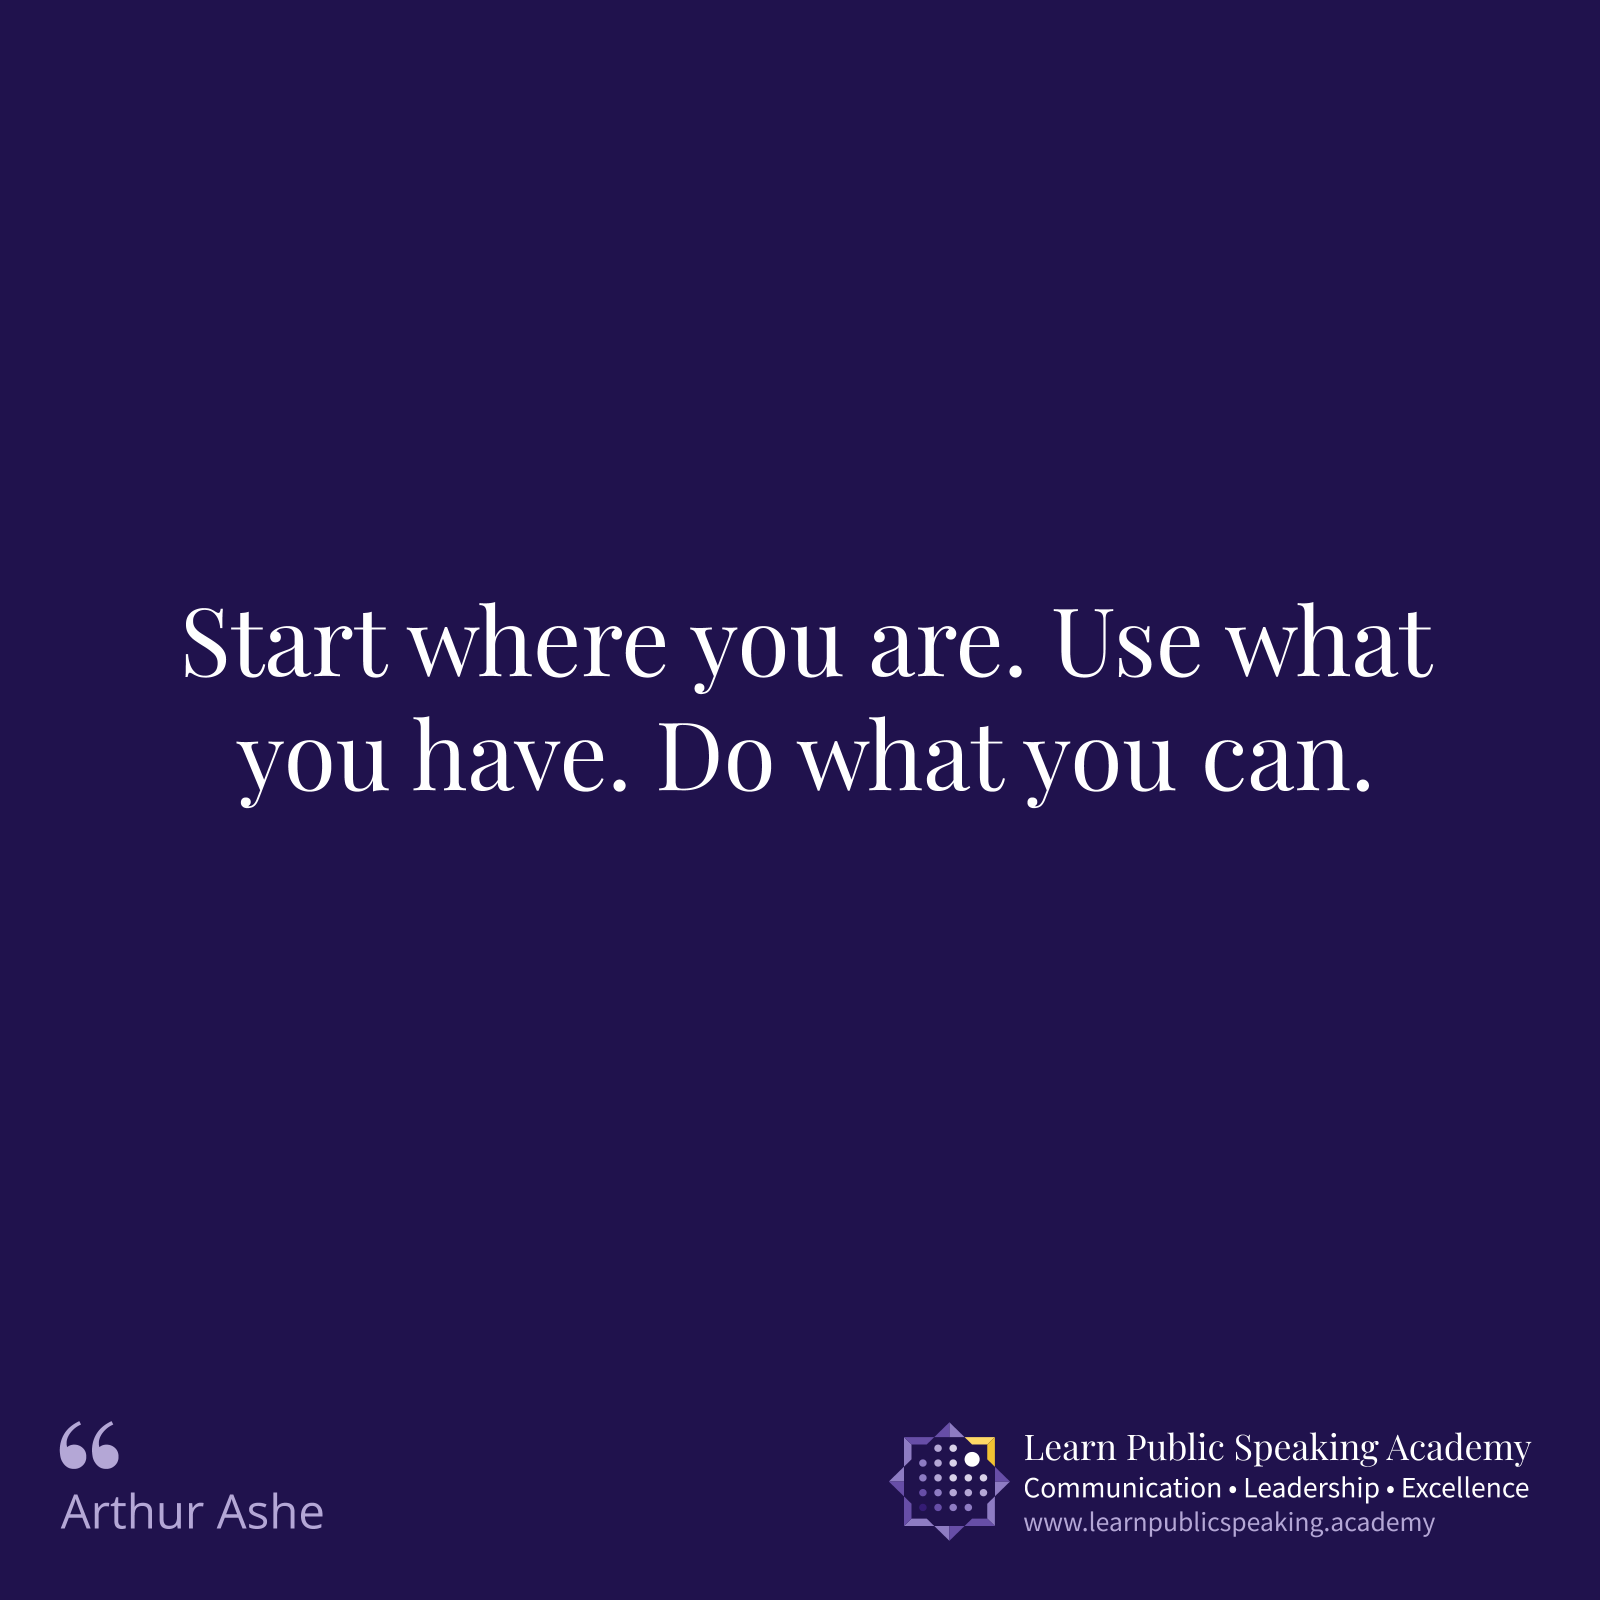 Start where you are. Use what
you have. Do what you can.
Arthur Ashe
Learn Public Speaking Academy
Communication • Leadership • Excellence
www.learnpublicspeaking.academy